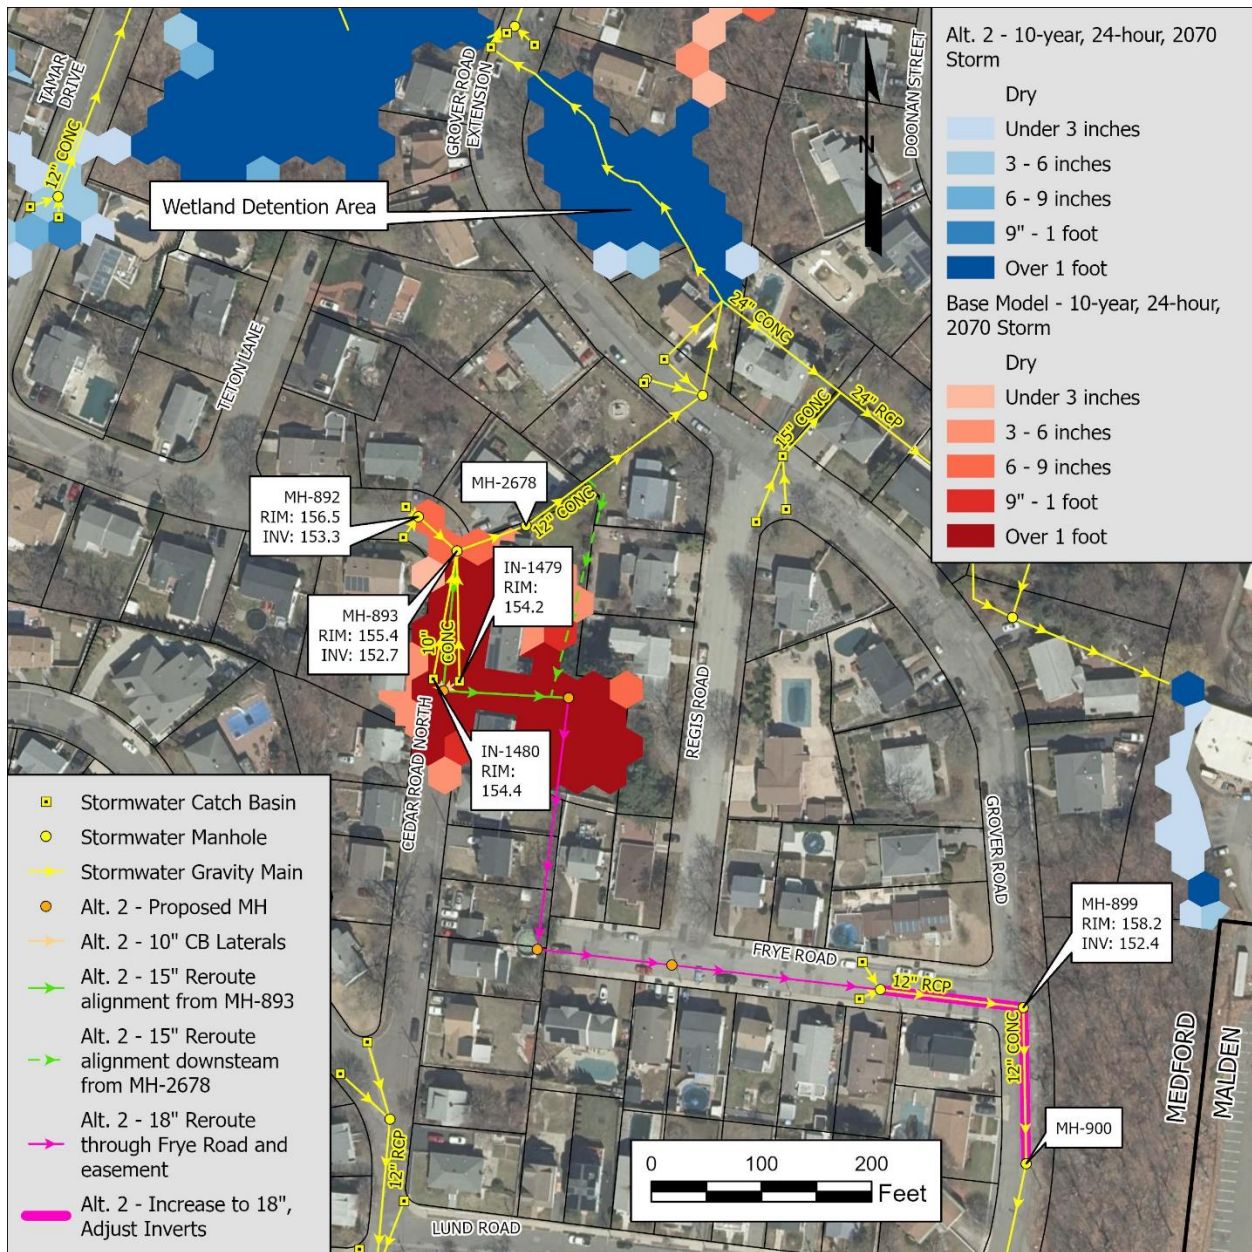 TAMAR
DRIVE
12" CONC
GROVER ROAD
EXTENSION
DOONAN STREET
N
Wetland Detention Area
TETON LANE
24" CONC
24" RCP
15" CONC
MH-892
RIM: 156.5
INV: 153.3
MH-2678
12" CONC
IN-1479
RIM:
154.2
MH-893
RIM: 155.4
INV: 152.7
10"
CONC
IN-1480
RIM:
154.4
CEDAR ROAD NORTH
REGIS ROAD
GROVER ROAD
FRYE ROAD
12" RCP
MH-899
RIM: 158.2
INV: 152.4
12" CONC
MH-900
MEDFORD
MALDEN
12" RCP
LUND ROAD
0 100 200
Feet
Alt. 2 - 10-year, 24-hour, 2070
Storm
Dry
Under 3 inches
3 - 6 inches
6 - 9 inches
9" - 1 foot
Over 1 foot
Base Model - 10-year, 24-hour,
2070 Storm
Dry
Under 3 inches
3 - 6 inches
6 - 9 inches
9" - 1 foot
Over 1 foot
Stormwater Catch Basin
Stormwater Manhole
Stormwater Gravity Main
Alt. 2 - Proposed MH
Alt. 2 - 10" CB Laterals
Alt. 2 - 15" Reroute
alignment from MH-893
Alt. 2 - 15" Reroute
alignment downsteam
from MH-2678
Alt. 2 - 18" Reroute
through Frye Road and
easement
Alt. 2 - Increase to 18",
Adjust Inverts